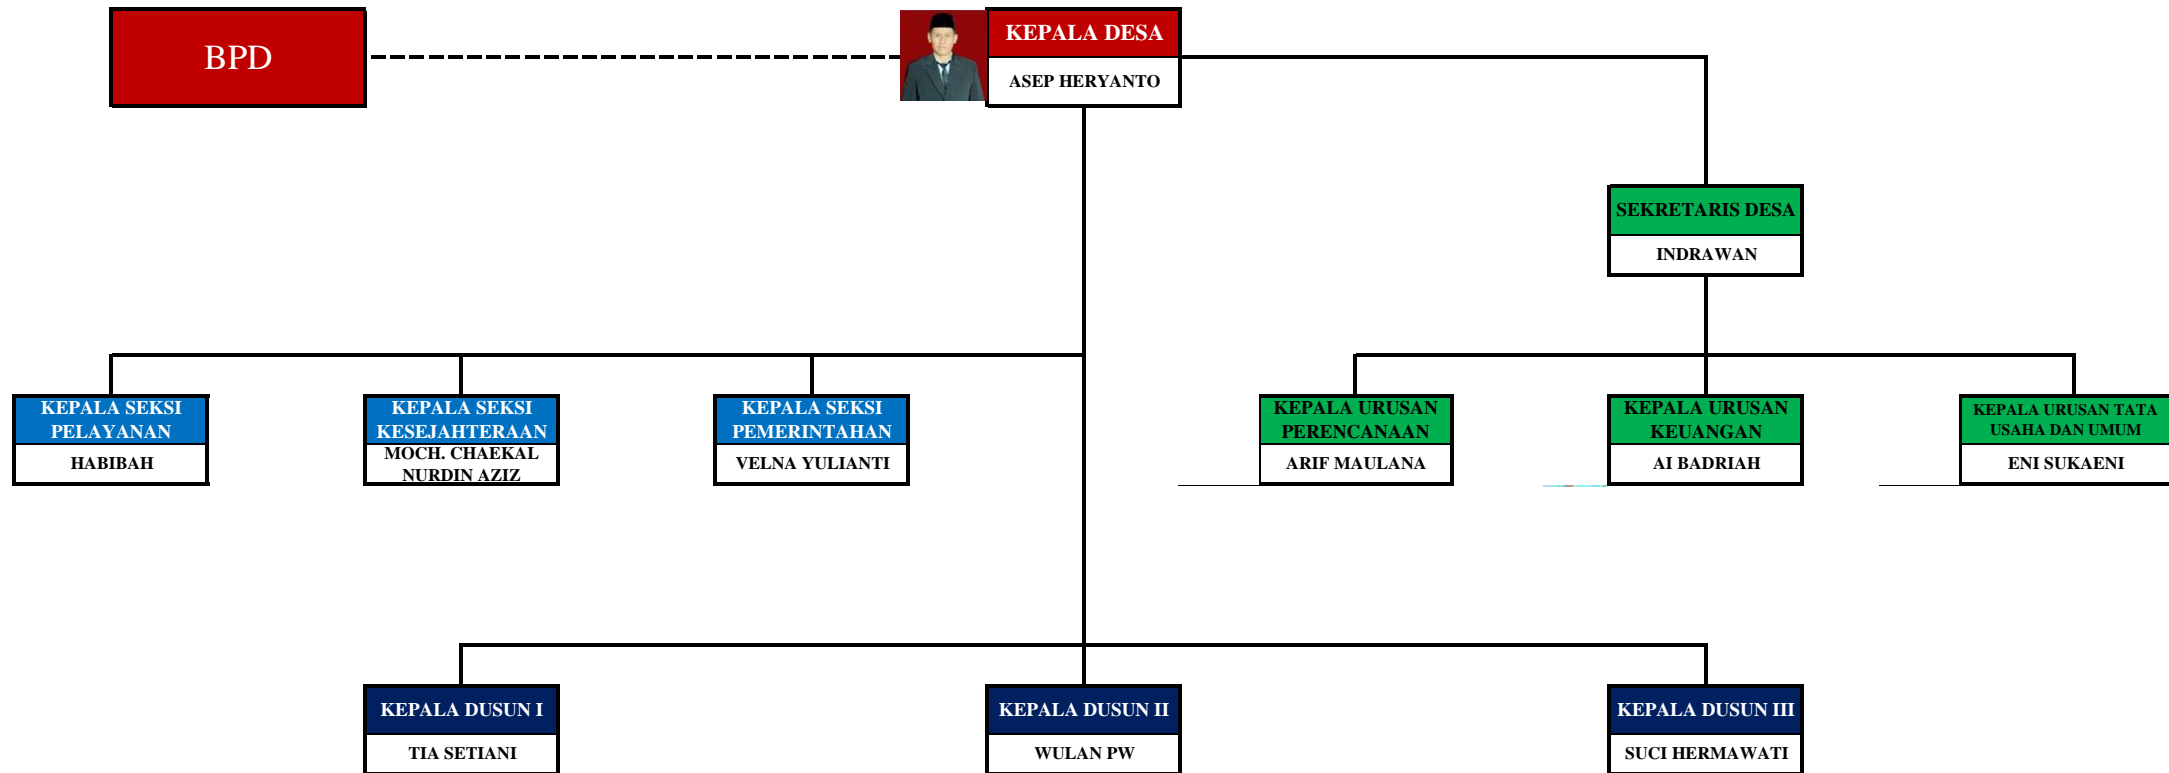 BPD
KEPALA DESA
ASEP HERYANTO
SEKRETARIS DESA
INDRAWAN
KEPALA SEKSI
PELAYANAN
HABIBAH
KEPALA SEKSI
KESEJAHTERAAN
MOCH. CHAEKAL
NURDIN AZIZ
KEPALA SEKSI
PEMERINTAHAN
VELNA YULIANTI
KEPALA URUSAN
PERENCANAAN
ARIF MAULANA
KEPALA URUSAN
KEUANGAN
AI BADRIAH
KEPALA URUSAN TATA
USAHA DAN UMUM
ENI SUKAENI
KEPALA DUSUN I
TIA SETIANI
KEPALA DUSUN II
WULAN PW
KEPALA DUSUN III
SUCI HERMAWATI